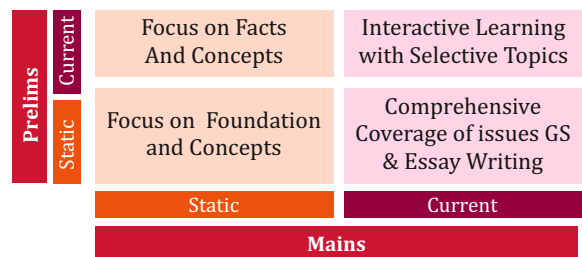 Prelims
Current
Static
Focus on Facts
And Concepts
Interactive Learning
with Selective Topics
Focus on Foundation
and Concepts
Comprehensive
Coverage of issues GS
& Essay Writing
Static
Current
Mains